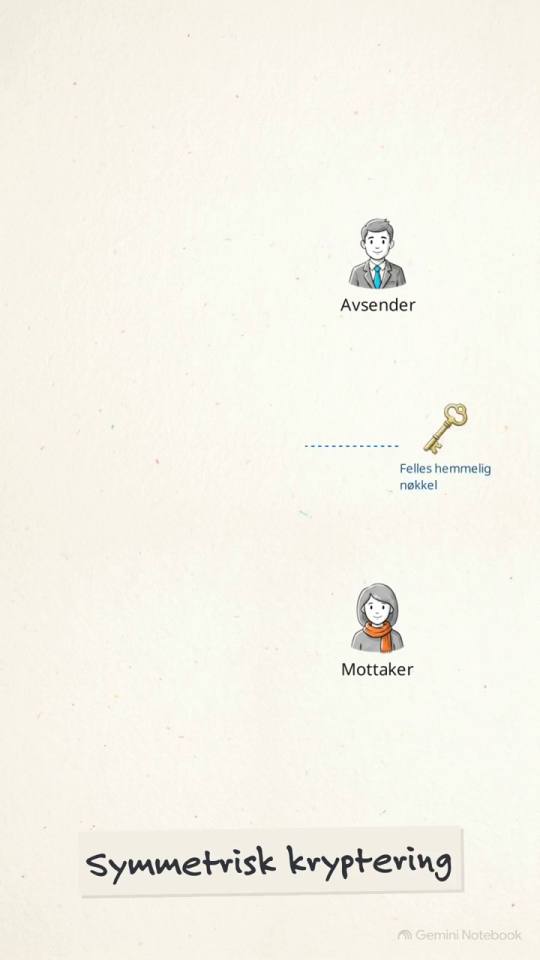 Avsender
Felles hemmelig
nøkkel
Mottaker
Symmetrisk kryptering
Gemini Notebook